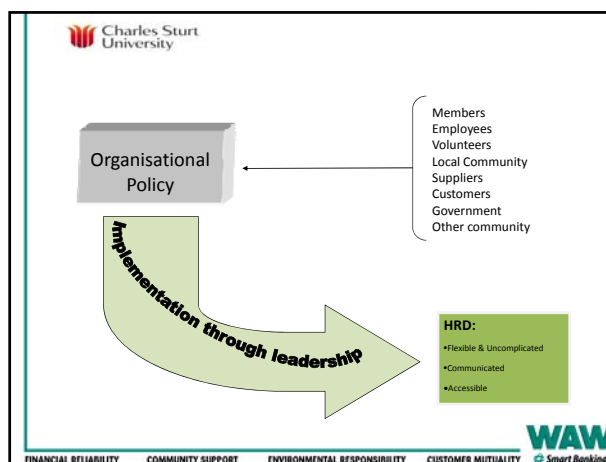 Charles Sturt
University
Organisational
Policy
Members
Employees
Volunteers
Local Community
Suppliers
Customers
Government
Other community
Implementation through leadership
HRD:
•Flexible & Uncomplicated
•Communicated
•Accessible
WAW
Smart Banking
FINANCIAL RELIABILITY COMMUNITY SUPPORT ENVIRONMENTAL RESPONSIBILITY CUSTOMER MUTUALITY